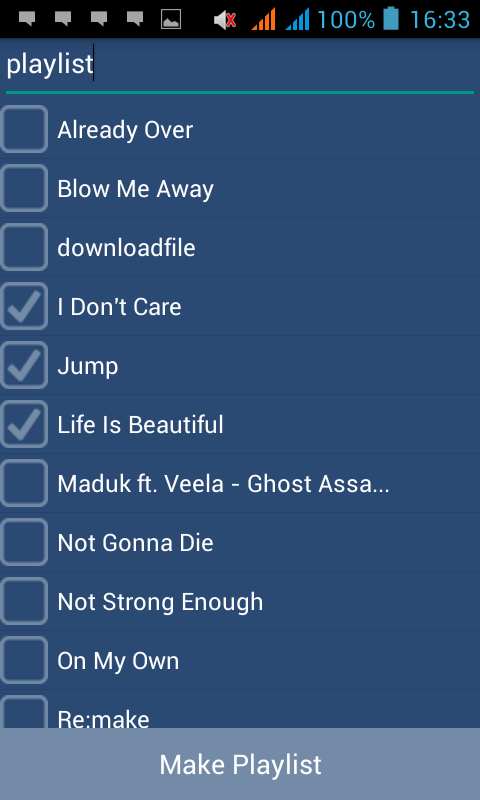 100% 16:33
playlist
Already Over
Blow Me Away
downloadfile
I Don't Care
Jump
Life Is Beautiful
Maduk ft. Veela - Ghost Assa...
Not Gonna Die
Not Strong Enough
On My Own
Re:make
Make Playlist